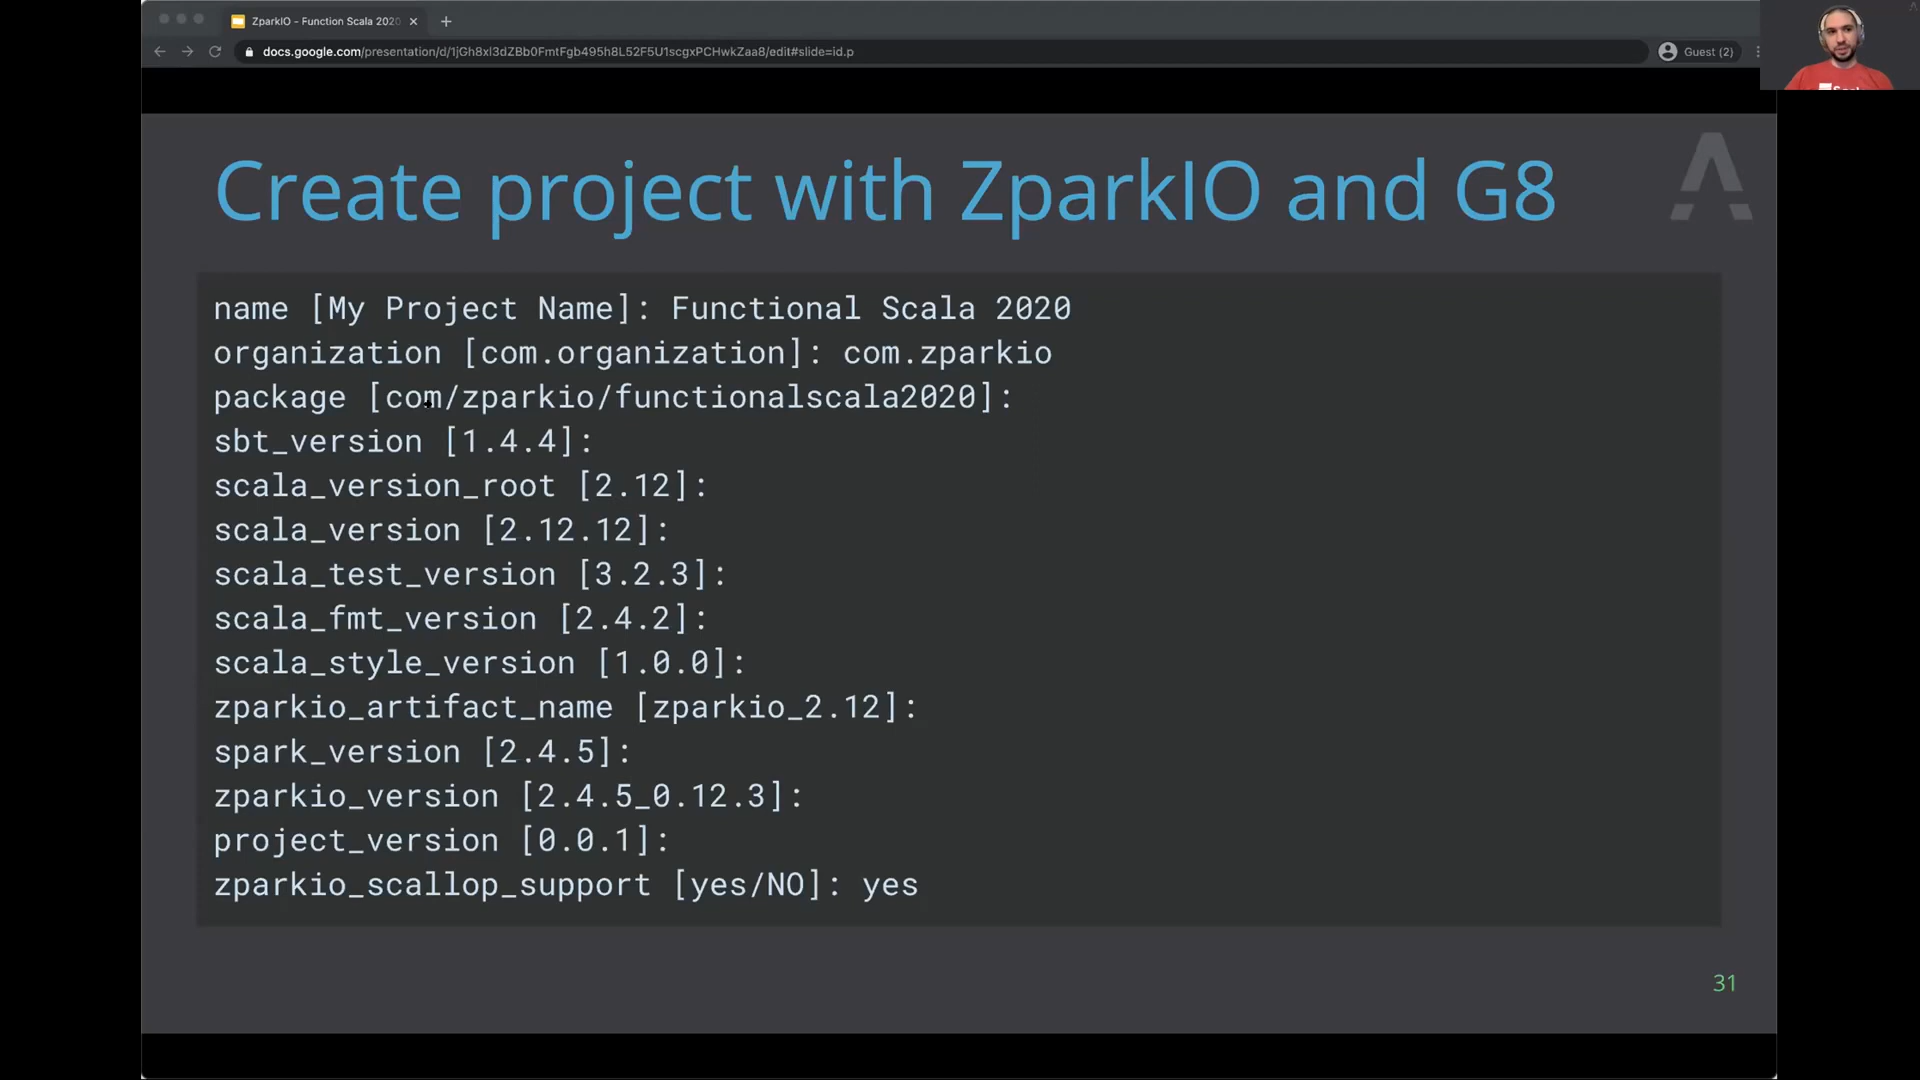 ZparkIO - Function Scala 2020
docs.google.com/presentation/d/1jGh8xl3dZBb0FmtFgb495h8L52F5U1scgxPCHwkZaa8/edit#slide=id.p
Guest (2)
Create project with ZparkIO and G8
name [My Project Name]: Functional Scala 2020
organization [com.organization]: com.zparkio
package [com/zparkio/functionalscala2020]:
sbt_version [1.4.4]:
scala_version_root [2.12]:
scala_version [2.12.12]:
scala_test_version [3.2.3]:
scala_fmt_version [2.4.2]:
scala_style_version [1.0.0]:
zparkio_artifact_name [zparkio_2.12]:
spark_version [2.4.5]:
zparkio_version [2.4.5_0.12.3]:
project_version [0.0.1]:
zparkio_scallop_support [yes/NO]: yes
31